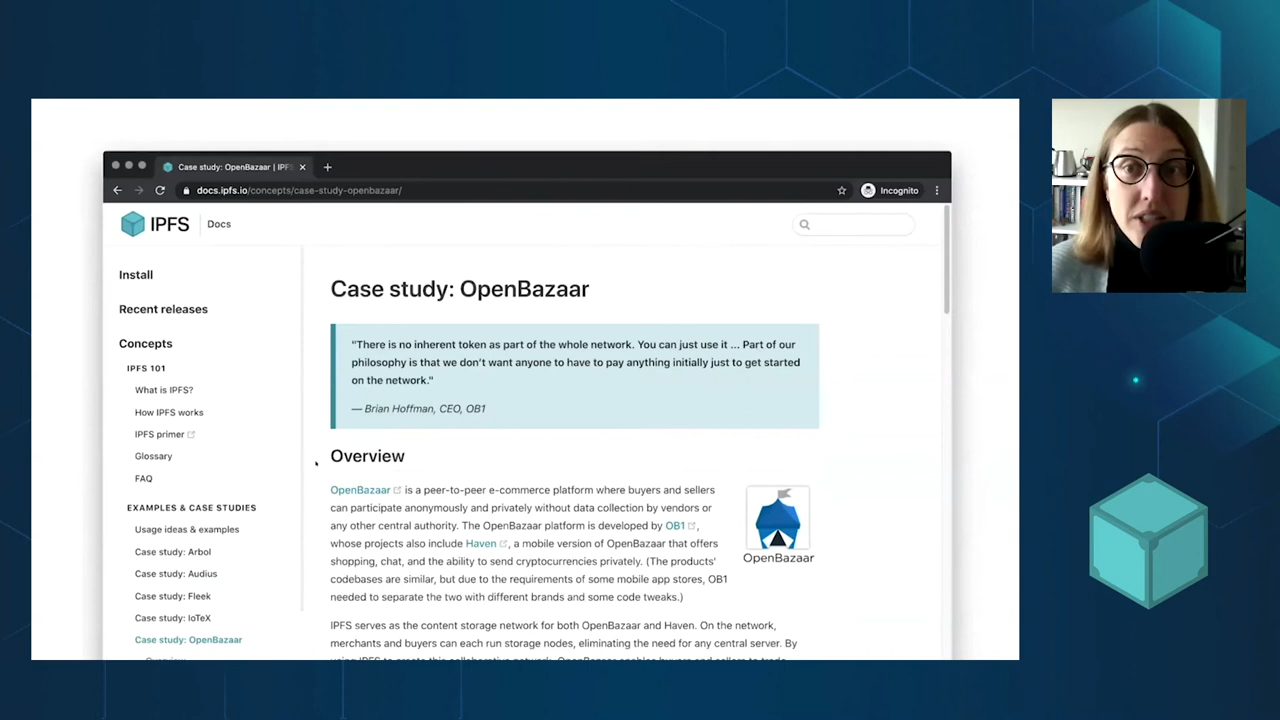 Case study: OpenBazaar | IPFS
docs.ipfs.io/concepts/case-study-openbazaar/
Incognito
IPFS
Docs
Install
Recent releases
Concepts
IPFS 101
What is IPFS?
How IPFS works
IPFS primer
Glossary
FAQ
EXAMPLES & CASE STUDIES
Usage ideas & examples
Case study: Arbol
Case study: Audius
Case study: Fleek
Case study: IoTeX
Case study: OpenBazaar
Case study: OpenBazaar
"There is no inherent token as part of the whole network. You can just use it ... Part of our
philosophy is that we don't want anyone to have to pay anything initially just to get started
on the network."
— Brian Hoffman, CEO, OB1
Overview
OpenBazaar is a peer-to-peer e-commerce platform where buyers and sellers
can participate anonymously and privately without data collection by vendors or
any other central authority. The OpenBazaar platform is developed by OB1,
whose projects also include Haven, a mobile version of OpenBazaar that offers
shopping, chat, and the ability to send cryptocurrencies privately. (The products'
codebases are similar, but due to the requirements of some mobile app stores, OB1
needed to separate the two with different brands and some code tweaks.)
OpenBazaar
IPFS serves as the content storage network for both OpenBazaar and Haven. On the network,
merchants and buyers can each run storage nodes, eliminating the need for any central server. By